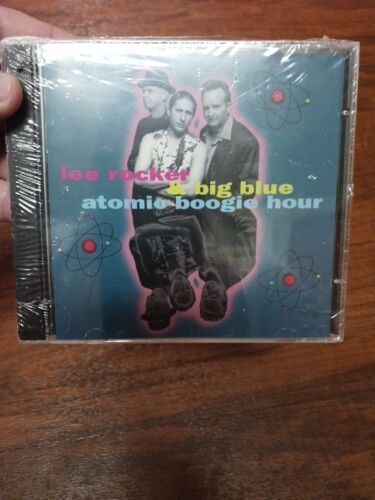 lee rocker
& big blue
atomic boogie hour